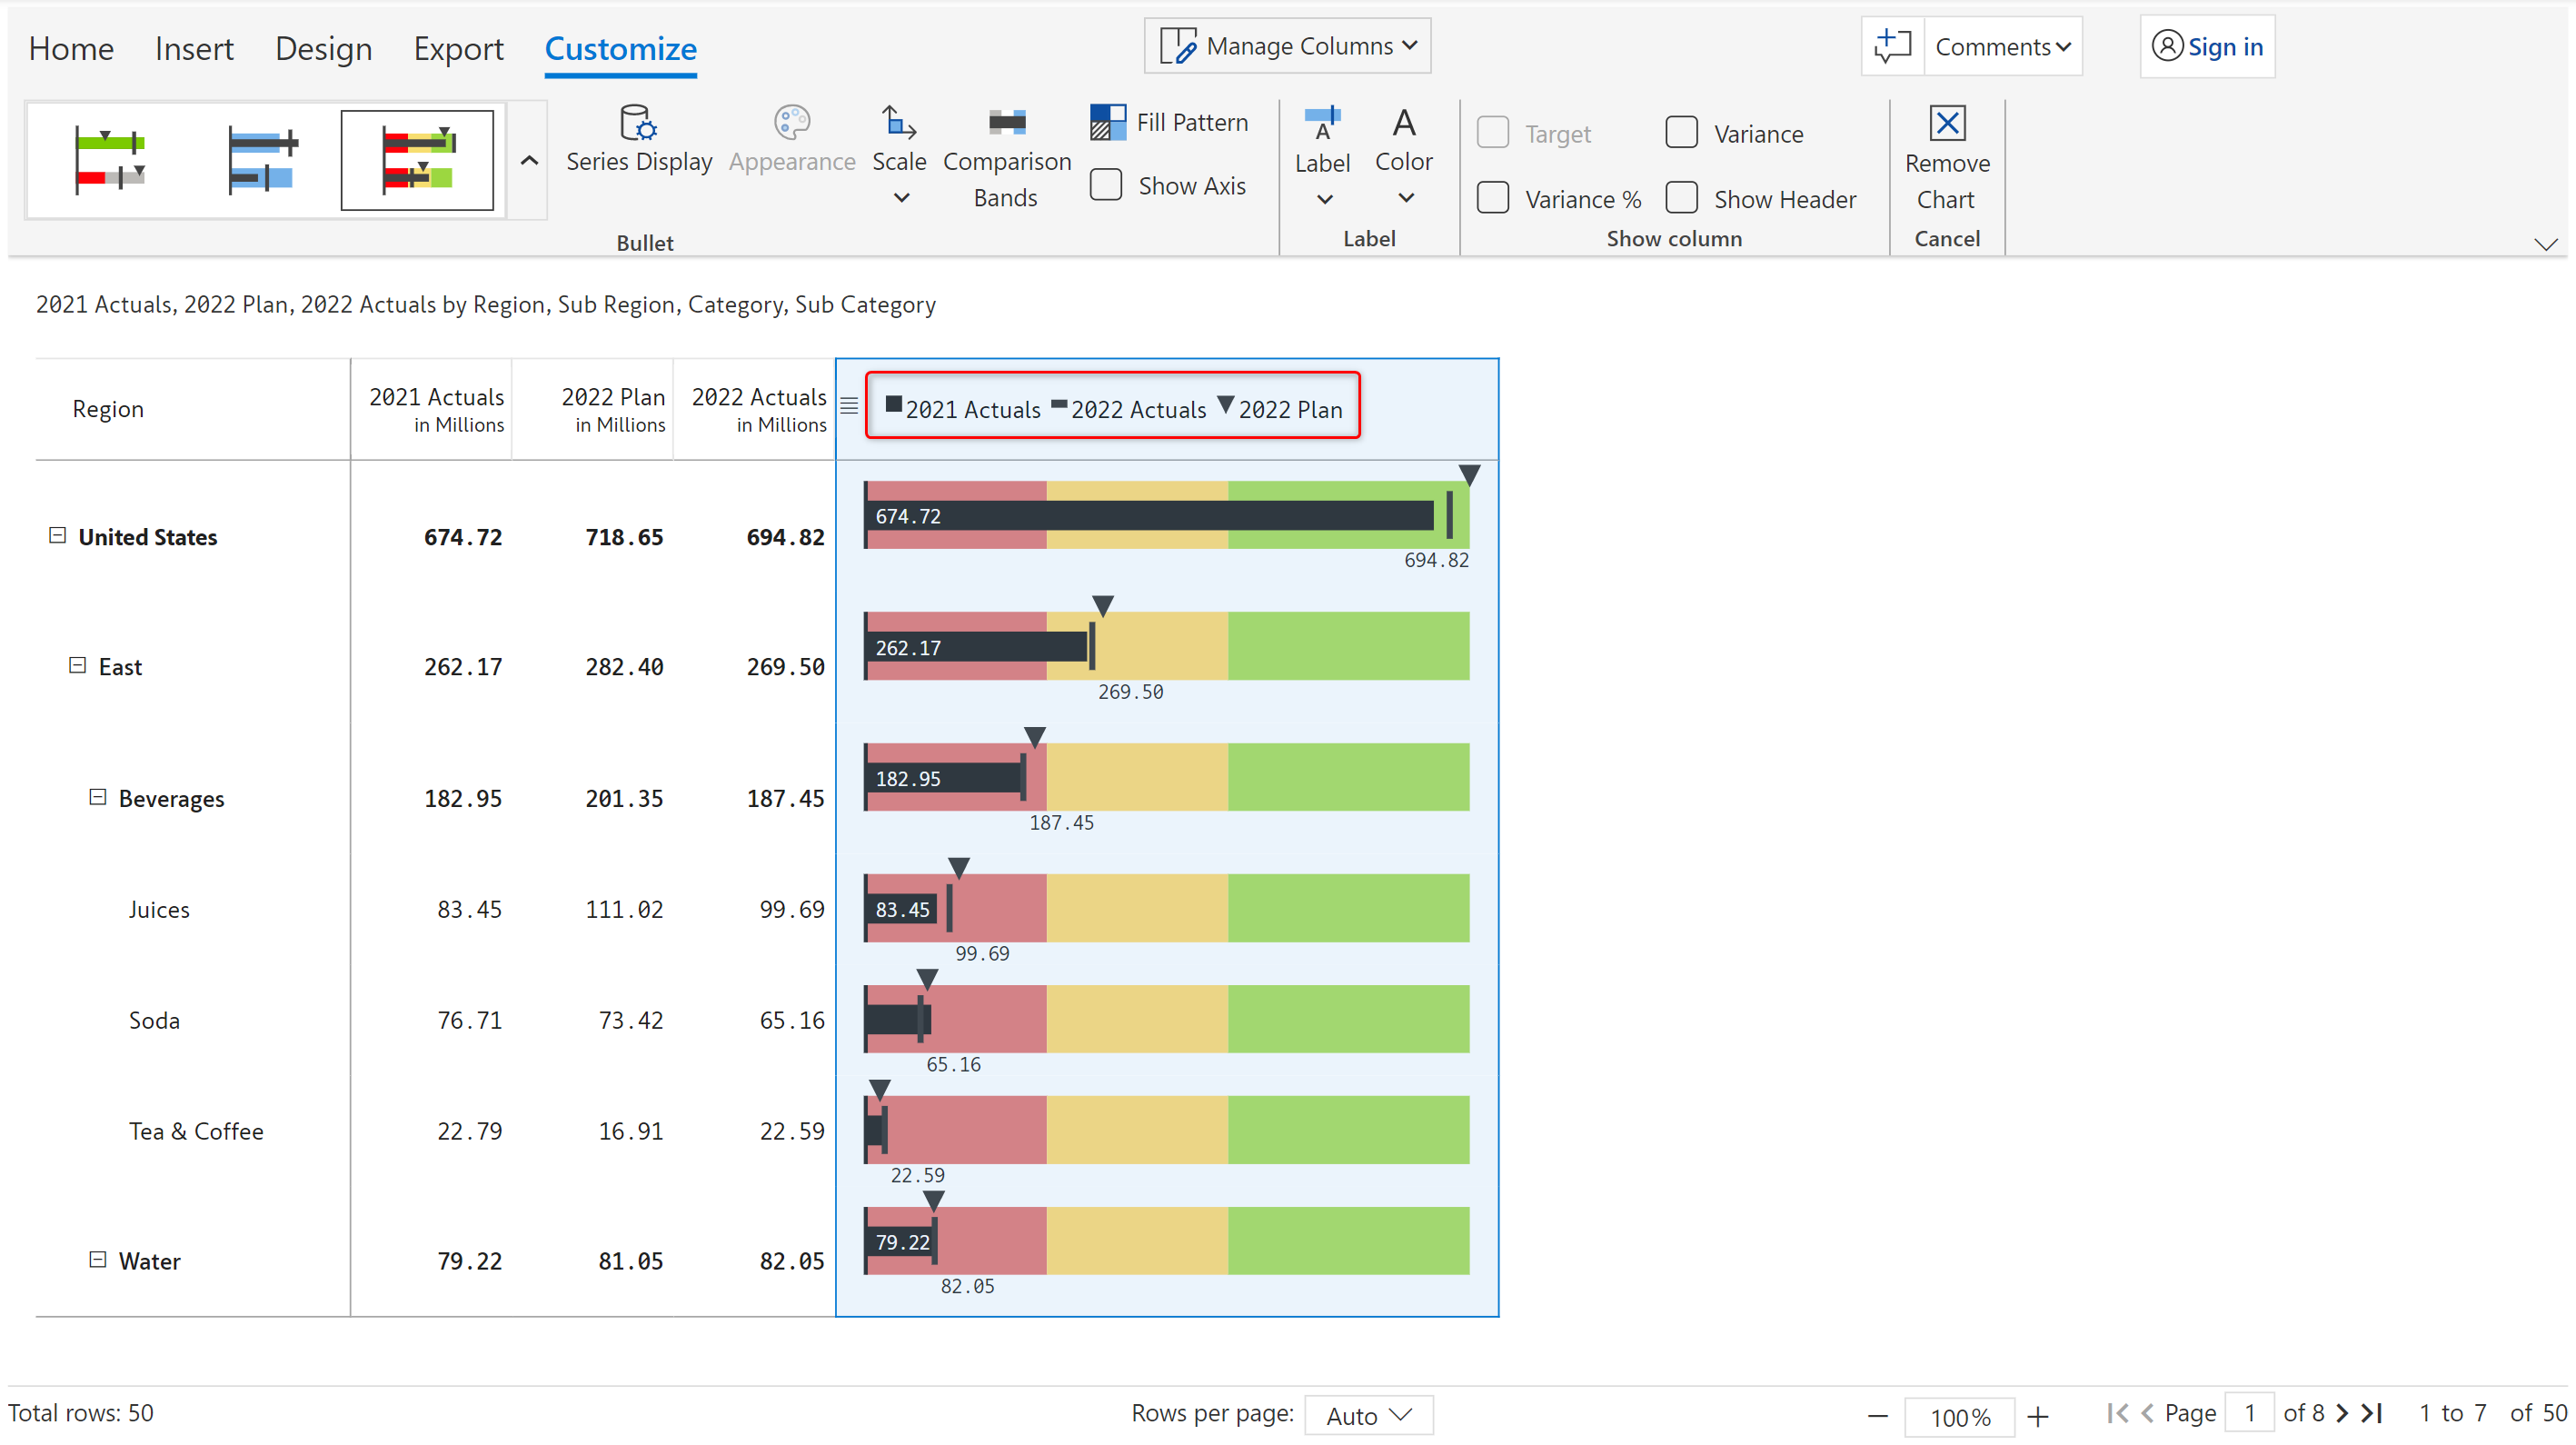 Home Insert Design Export Customize Manage Columns Comments Sign in
Series Display Appearance Scale Comparison Bands Fill Pattern Show Axis
Bullet
Label Color
Label
Target Variance
Variance % Show Header
Show column
Remove Chart
Cancel
2021 Actuals, 2022 Plan, 2022 Actuals by Region, Sub Region, Category, Sub Category
Region 2021 Actuals in Millions 2022 Plan in Millions 2022 Actuals in Millions 2021 Actuals 2022 Actuals 2022 Plan
United States 674.72 718.65 694.82 674.72
694.82
East 262.17 282.40 269.50 262.17
269.50
Beverages 182.95 201.35 187.45 182.95
187.45
Juices 83.45 111.02 99.69 83.45
99.69
Soda 76.71 73.42 65.16
65.16
Tea & Coffee 22.79 16.91 22.59
22.59
Water 79.22 81.05 82.05 79.22
82.05
Total rows: 50 Rows per page: Auto 100% Page 1 of 8 1 to 7 of 50